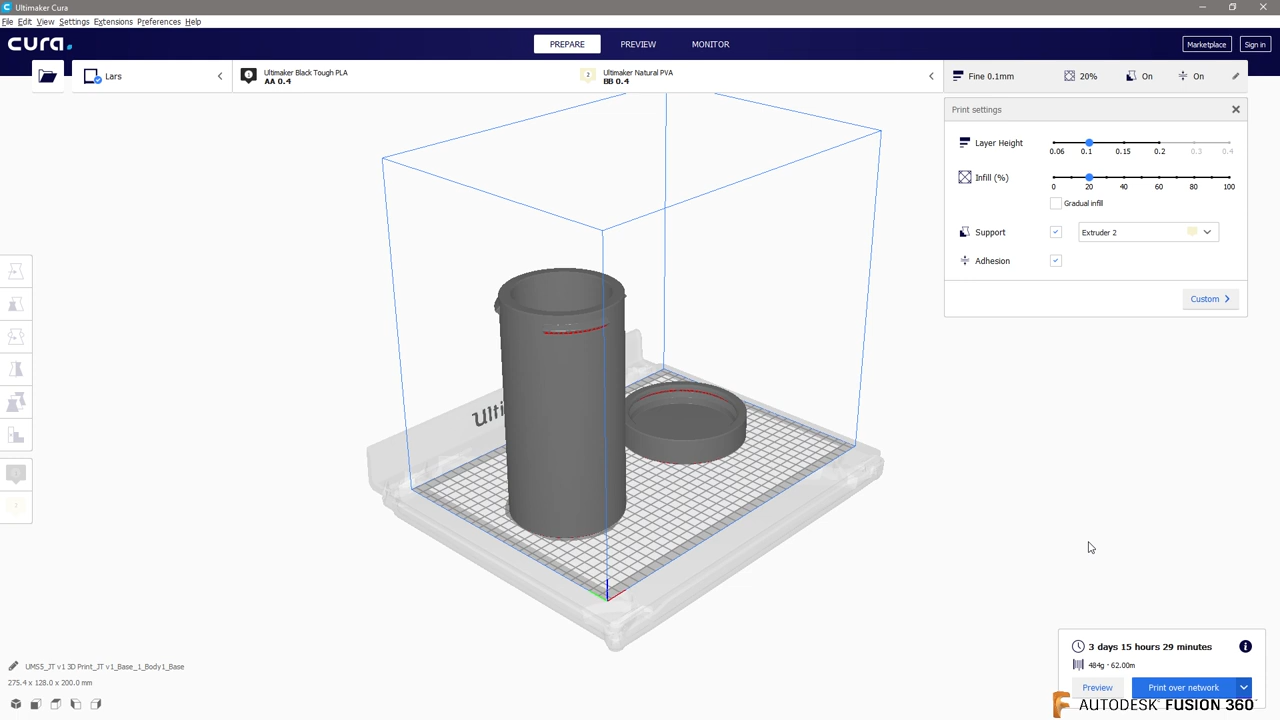 Ultimaker Cura
File Edit View Settings Extensions Preferences Help
cura.
PREPARE PREVIEW MONITOR
Marketplace Sign in
Lars
1 Ultimaker Black Tough PLA
AA 0.4
2 Ultimaker Natural PVA
BB 0.4
Fine 0.1mm 20% On On
Print settings
Layer Height
0.06 0.1 0.15 0.2 0.3 0.4
Infill (%)
0 20 40 60 80 100
Gradual infill
Support Extruder 2
Adhesion
Custom
Ulti
3 days 15 hours 29 minutes
484g · 62.00m
Preview Print over network
UMS5_JT v1 3D Print_JT v1_Base_1_Body1_Base
275.4 x 128.0 x 200.0 mm
AUTODESK FUSION 360